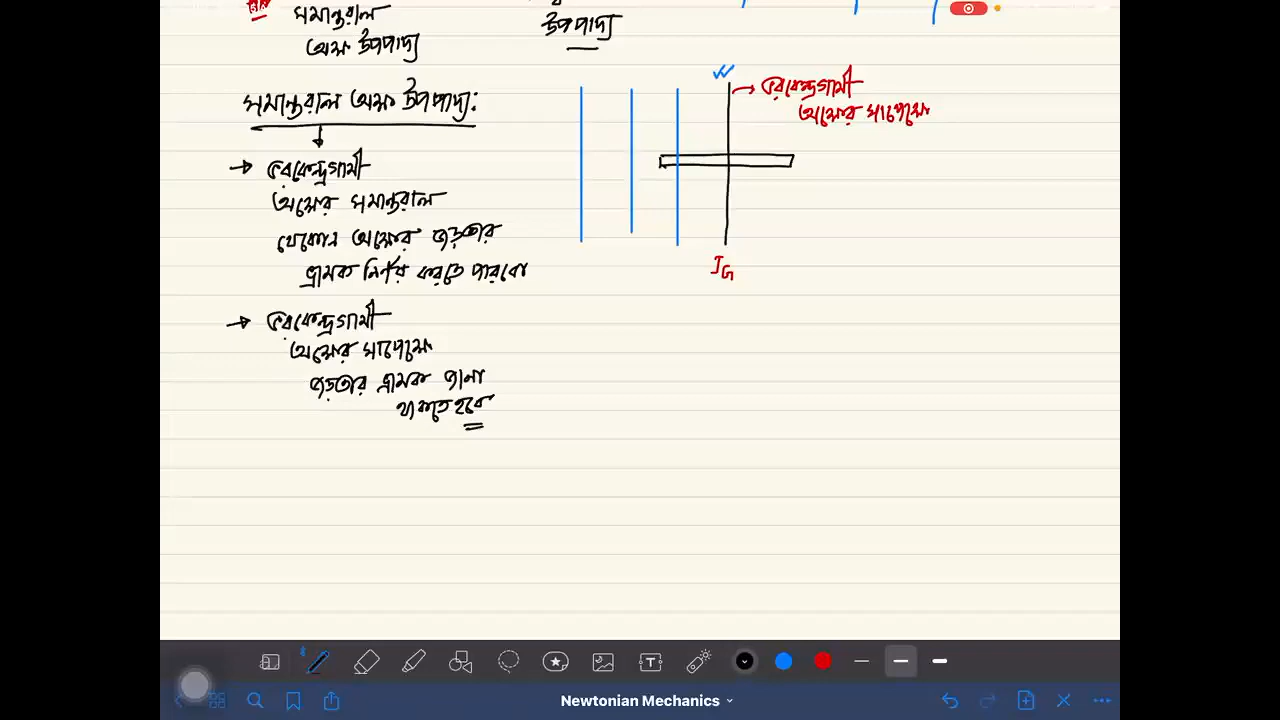 সমান্তরাল
অক্ষ উপপাদ্য
উপপাদ্য
সমান্তরাল অক্ষ উপপাদ্য:
→ ভরকেন্দ্রগামী
অক্ষের সমান্তরাল
যেকোন অক্ষের জড়তার
ভ্রামক নির্ণয় করতে পারবো
→ ভরকেন্দ্রগামী
অক্ষের সাপেক্ষে
জড়তার ভ্রামক জানা
থাকতে হবে
→ ভরকেন্দ্রগামী
অক্ষের সাপেক্ষে
I_G
Newtonian Mechanics